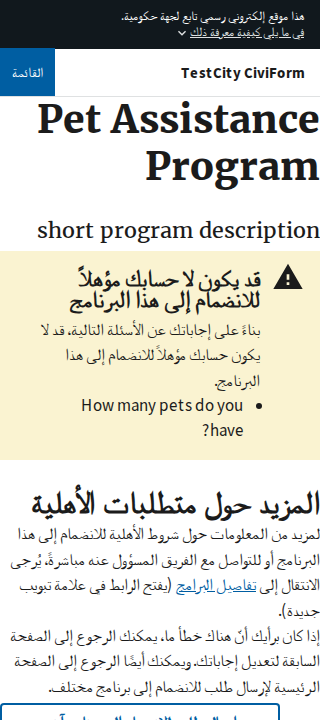 هذا موقع إلكتروني رسمي تابع لجهة حكومية.
في ما يلي كيفية معرفة ذلك
TestCity CiviForm
القائمة
Pet Assistance
Program
short program description
قد يكون لا حسابك مؤهلاً
للانضمام إلى هذا البرنامج
بناءً على إجاباتك عن الأسئلة التالية، قد لا
يكون حسابك مؤهلاً للانضمام إلى هذا
البرنامج.
• How many pets do you
have?
المزيد حول متطلبات الأهلية
لمزيد من المعلومات حول شروط الأهلية للانضمام إلى هذا
البرنامج أو للتواصل مع الفريق المسؤول عنه مباشرةً، يُرجى
الانتقال إلى تفاصيل البرامج (يفتح الرابط في علامة تبويب
جديدة).
إذا كان برأيك أنّ هناك خطأ ما، يمكنك الرجوع إلى الصفحة
السابقة لتعديل إجاباتك. ويمكنك أيضًا الرجوع إلى الصفحة
الرئيسية لإرسال طلب للانضمام إلى برنامج مختلف.